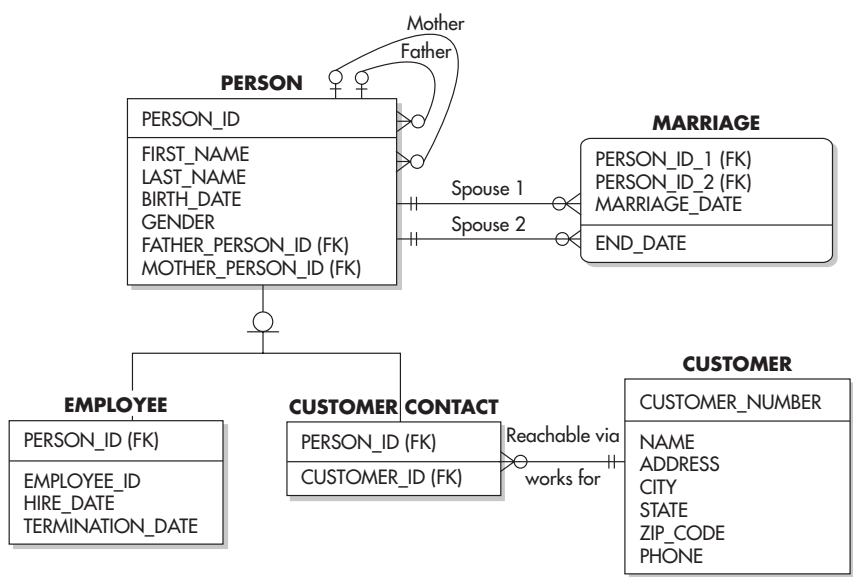 Mother
Father
PERSON
PERSON_ID
FIRST_NAME
LAST_NAME
BIRTH_DATE
GENDER
FATHER_PERSON_ID (FK)
MOTHER_PERSON_ID (FK)
Spouse 1
Spouse 2
MARRIAGE
PERSON_ID_1 (FK)
PERSON_ID_2 (FK)
MARRIAGE_DATE
END_DATE
EMPLOYEE
PERSON_ID (FK)
EMPLOYEE_ID
HIRE_DATE
TERMINATION_DATE
CUSTOMER CONTACT
PERSON_ID (FK)
CUSTOMER_ID (FK)
Reachable via
works for
CUSTOMER
CUSTOMER_NUMBER
NAME
ADDRESS
CITY
STATE
ZIP_CODE
PHONE